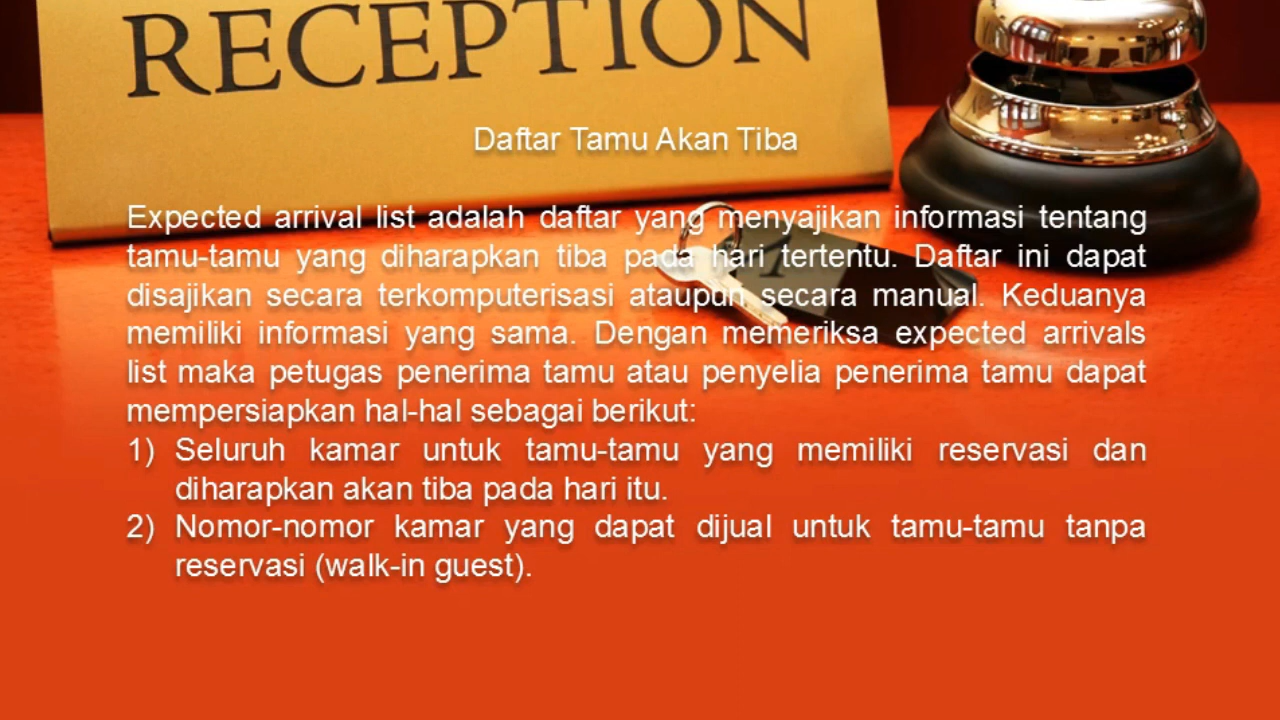 RECEPTION
Daftar Tamu Akan Tiba
Expected arrival list adalah daftar yang menyajikan informasi tentang
tamu-tamu yang diharapkan tiba pada hari tertentu. Daftar ini dapat
disajikan secara terkomputerisasi ataupun secara manual. Keduanya
memiliki informasi yang sama. Dengan memeriksa expected arrivals
list maka petugas penerima tamu atau penyelia penerima tamu dapat
mempersiapkan hal-hal sebagai berikut:
1) Seluruh kamar untuk tamu-tamu yang memiliki reservasi dan
diharapkan akan tiba pada hari itu.
2) Nomor-nomor kamar yang dapat dijual untuk tamu-tamu tanpa
reservasi (walk-in guest).